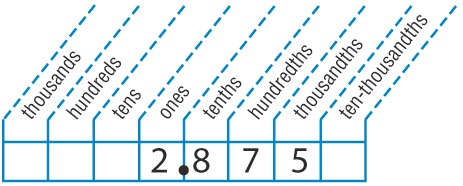 thousands
hundreds
tens
ones
tenths
hundredths
thousandths
ten-thousandths
2.875